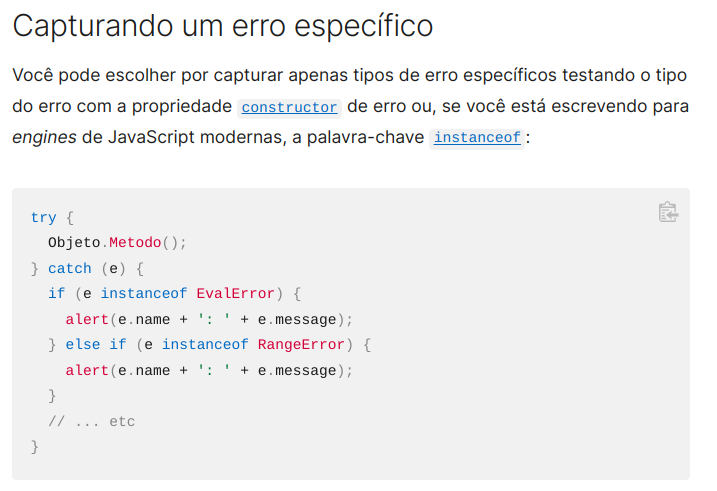 Capturando um erro específico
Você pode escolher por capturar apenas tipos de erro específicos testando o tipo
do erro com a propriedade constructor de erro ou, se você está escrevendo para
engines de JavaScript modernas, a palavra-chave instanceof :
try {
  Objeto.Metodo();
} catch (e) {
  if (e instanceof EvalError) {
    alert(e.name + ': ' + e.message);
  } else if (e instanceof RangeError) {
    alert(e.name + ': ' + e.message);
  }
  // ... etc
}